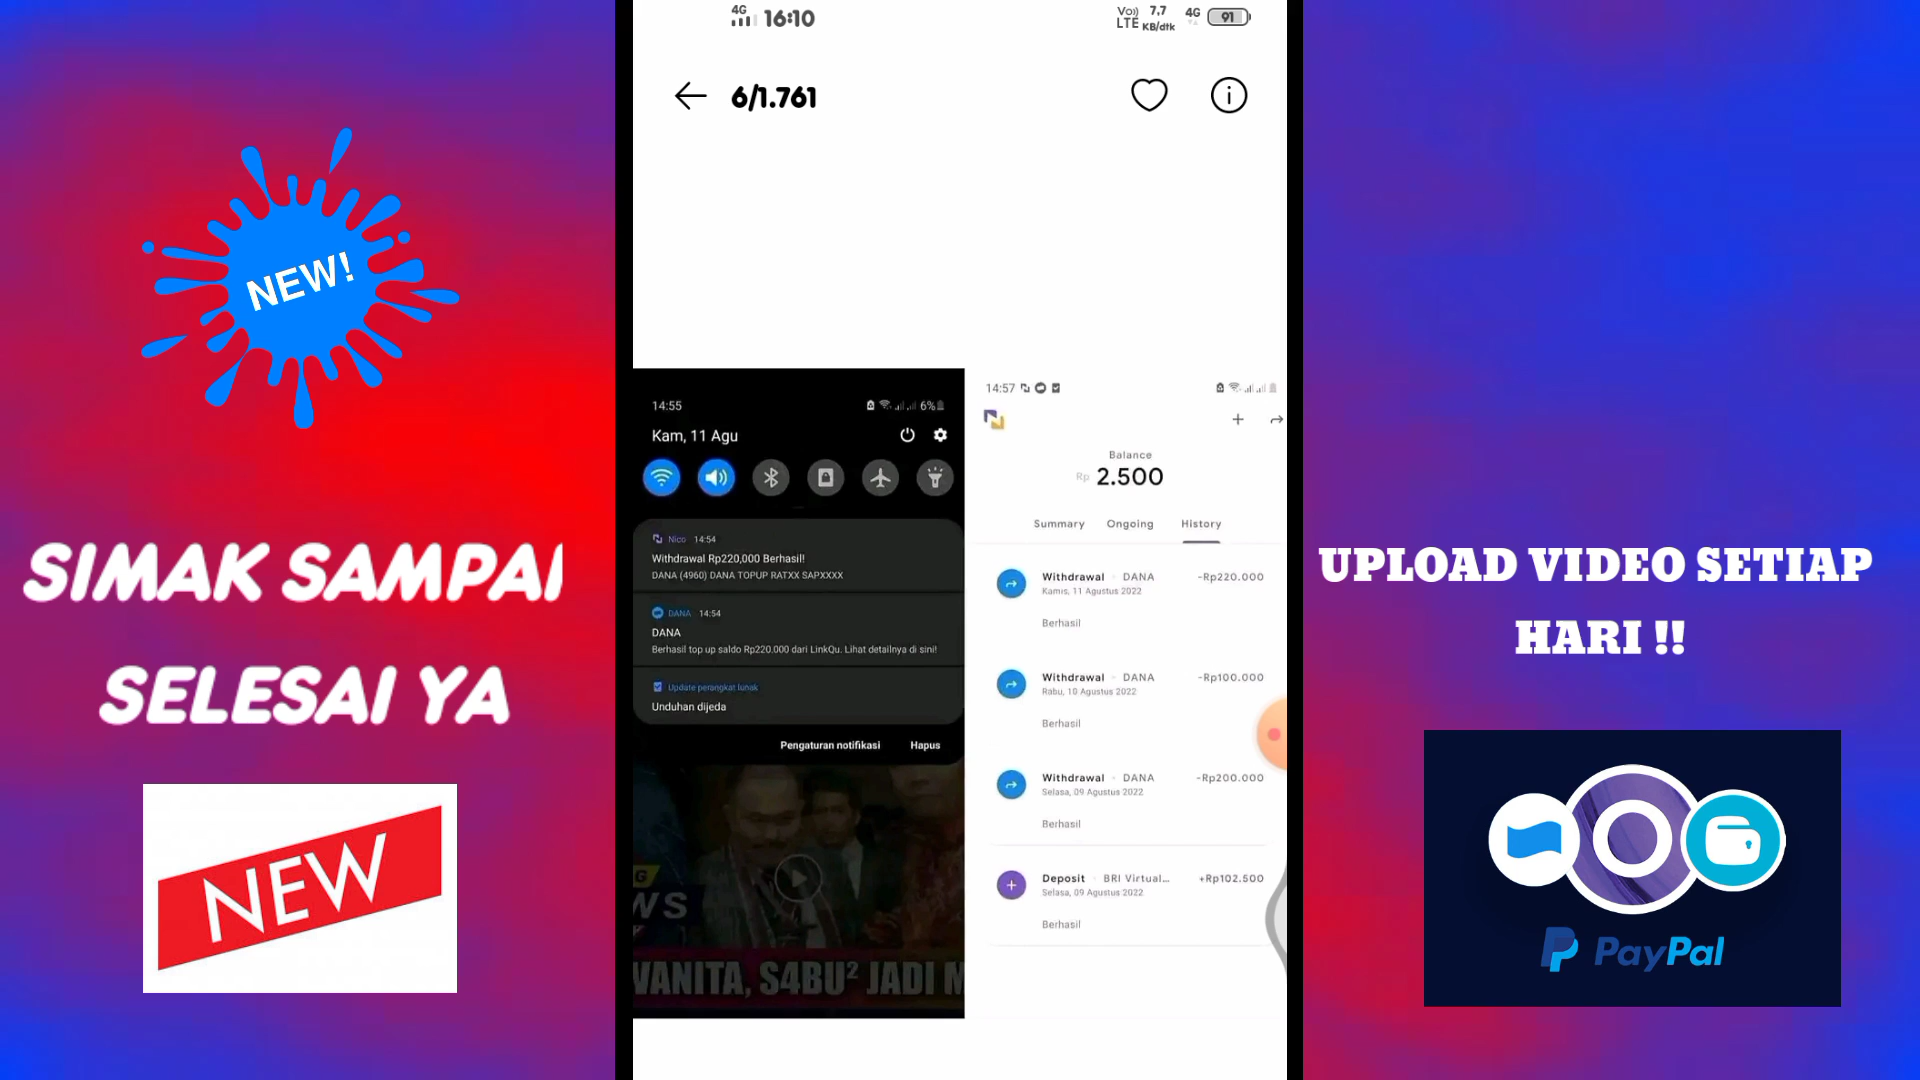 4G
16:10
Vo)) LTE
7,7 KB/dtk
4G
91
6/1.761
NEW!
SIMAK SAMPAI
SELESAI YA
NEW
14:55
6%
Kam, 11 Agu
Nico 14:54
Withdrawal Rp220,000 Berhasil!
DANA (4960) DANA TOPUP RATXX SAPXXXX
DANA 14:54
DANA
Berhasil top up saldo Rp220.000 dari LinkQu. Lihat detailnya di sini!
Update perangkat lunak
Unduhan dijeda
Pengaturan notifikasi Hapus
WS
WANITA, S4BU² JADI M
14:57
Balance
Rp 2.500
Summary Ongoing History
Withdrawal DANA -Rp220.000
Kamis, 11 Agustus 2022
Berhasil
Withdrawal DANA -Rp100.000
Rabu, 10 Agustus 2022
Berhasil
Withdrawal DANA -Rp200.000
Selasa, 09 Agustus 2022
Berhasil
Deposit BRI Virtual... +Rp102.500
Selasa, 09 Agustus 2022
Berhasil
UPLOAD VIDEO SETIAP
HARI !!
PayPal